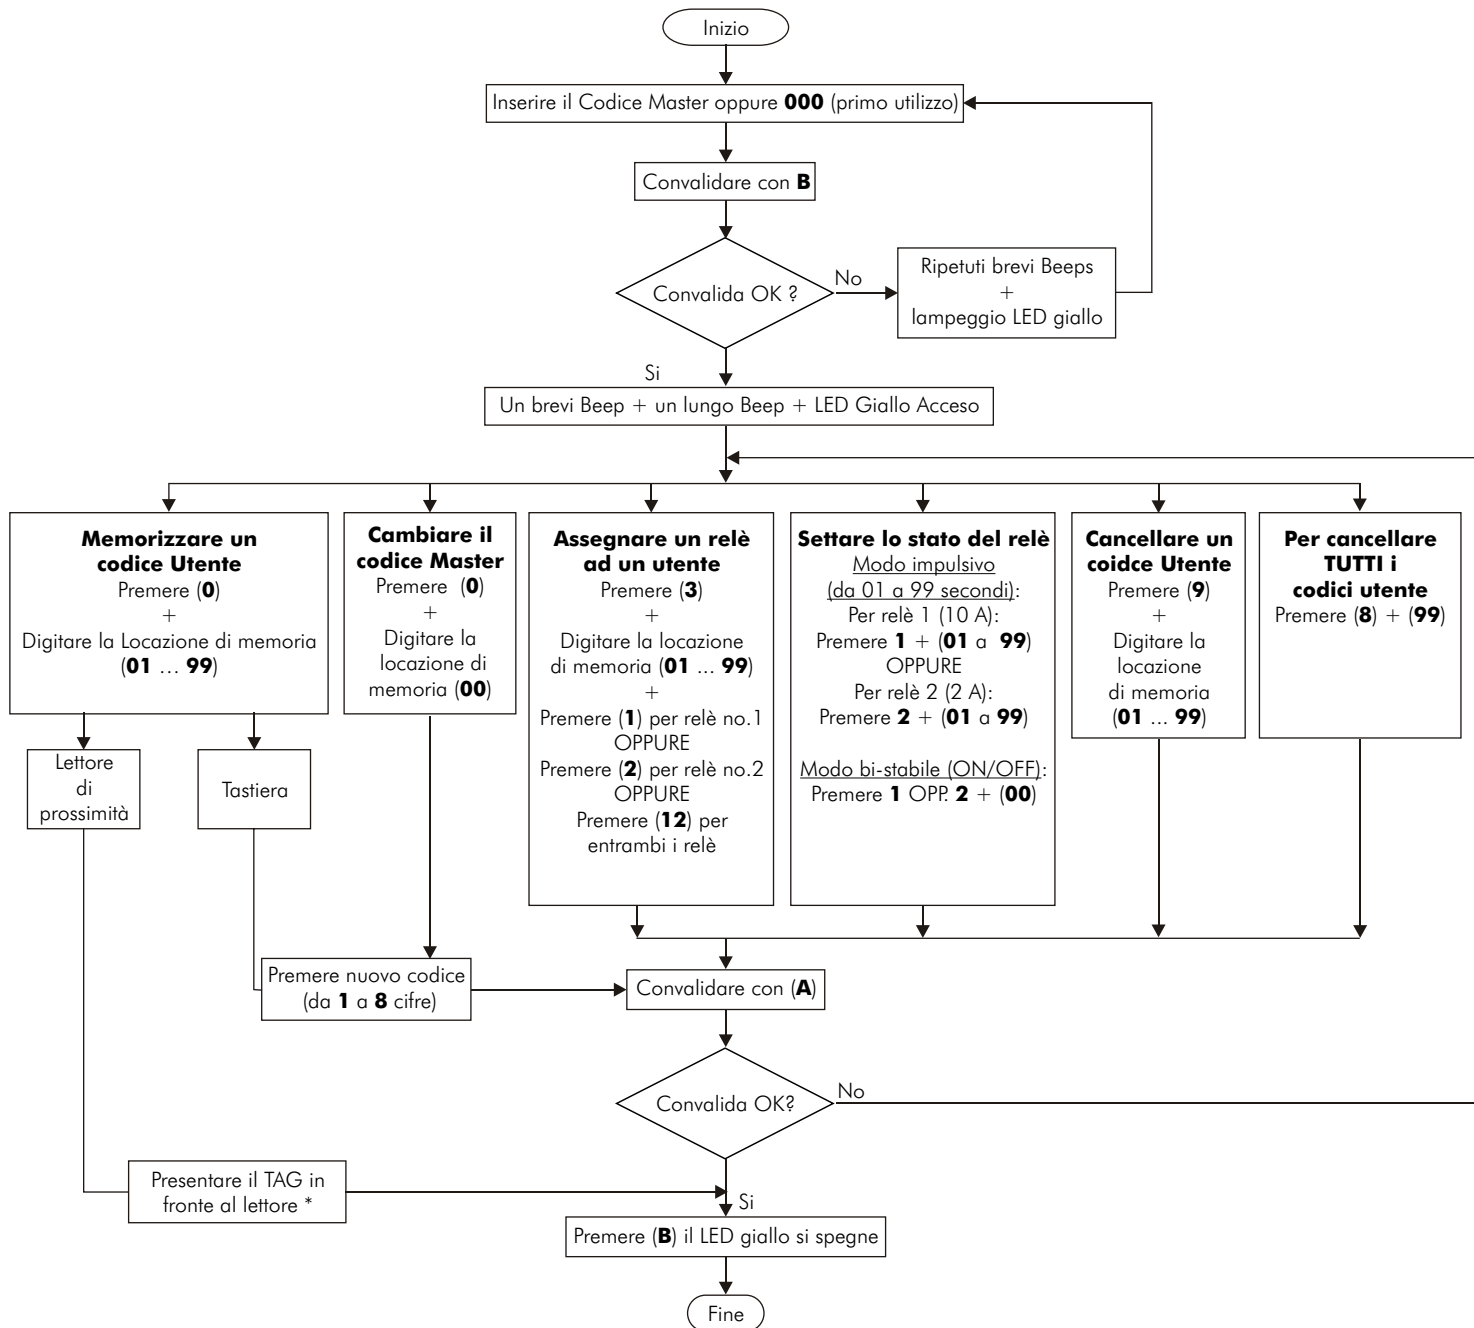 Inizio
Inserire il Codice Master oppure 000 (primo utilizzo)
Convalidare con B
Convalida OK ?
No
Ripetuti brevi Beeps
+
lampeggio LED giallo
Si
Un brevi Beep + un lungo Beep + LED Giallo Acceso
Memorizzare un
codice Utente
Premere (0)
+
Digitare la Locazione di memoria
(01 ... 99)
Cambiare il
codice Master
Premere (0)
+
Digitare la
locazione di
memoria (00)
Assegnare un relè
ad un utente
Premere (3)
+
Digitare la locazione
di memoria (01 ... 99)
+
Premere (1) per relè no.1
OPPURE
Premere (2) per relè no.2
OPPURE
Premere (12) per
entrambi i relè
Settare lo stato del relè
Modo impulsivo
(da 01 a 99 secondi):
Per relè 1 (10 A):
Premere 1 + (01 a 99)
OPPURE
Per relè 2 (2 A):
Premere 2 + (01 a 99)
Modo bi-stabile (ON/OFF):
Premere 1 OPP. 2 + (00)
Cancellare un
coidce Utente
Premere (9)
+
Digitare la
locazione
di memoria
(01 ... 99)
Per cancellare
TUTTI i
codici utente
Premere (8) + (99)
Lettore
di
prossimità
Tastiera
Premere nuovo codice
(da 1 a 8 cifre)
Convalidare con (A)
Convalida OK?
No
Presentare il TAG in
fronte al lettore *
Si
Premere (B) il LED giallo si spegne
Fine